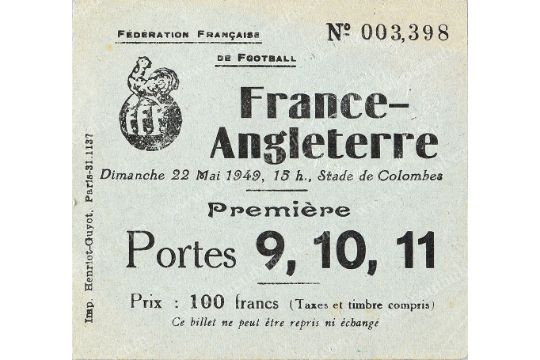 Fédération Française
de Football
Nº 003,398
FFF
France-
Angleterre
Dimanche 22 Mai 1949, 15 h., Stade de Colombes
Première
Portes 9, 10, 11
Prix : 100 francs (Taxes et timbre compris)
Ce billet ne peut être repris ni échangé
Imp. Henriot-Guyot, Paris-31.1137